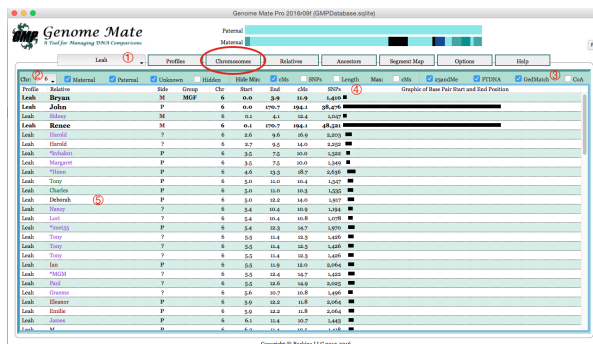 Genome Mate Pro 2016r09f (GMPDatabase.sqlite)
GMP Genome Mate
A Tool for Managing DNA Comparisons
Paternal
Maternal
Leah ① Profiles Chromosomes Relatives Ancestors Segment Map Options Help
② Chr: 6 Maternal Paternal Unknown Hidden Hide Min: cMs SNPs Length Max: cMs 23andMe FTDNA ③ GedMatch CoA
Profile Relative Side Group Chr Start End cMs SNPs ④ Graphic of Base Pair Start and End Position
Leah Bryan M MGF 6 0.0 3.9 11.9 1,410
Leah John P 6 0.0 170.7 194.1 38,476
Leah Sidney M 6 0.1 4.1 12.4 1,047
Leah Renee M 6 0.1 170.7 194.1 48,521
Leah Harold ? 6 2.6 9.6 16.9 2,203
Leah Harold ? 6 2.7 9.5 14.0 2,252
Leah 6 3.5 7.5 10.0 1,322
Leah Margaret P 6 3.5 7.5 10.0 1,349
Leah P 6 4.6 13.3 18.7 2,636
Leah Tony P 6 5.0 11.0 10.4 1,547
Leah Charles P 6 5.0 11.0 10.3 1,535
Leah Deborah ⑤ P 6 5.0 12.2 14.0 1,917
Leah Nancy ? 6 5.4 10.4 10.9 1,194
Leah Lori ? 6 5.4 10.4 10.8 1,078
Leah P 6 5.4 12.3 14.7 1,970
Leah Tony ? 6 5.5 11.4 12.3 1,426
Leah Tony ? 6 5.5 11.4 12.3 1,426
Leah Tony ? 6 5.5 11.4 12.3 1,426
Leah Ian P 6 5.5 11.9 12.0 2,064
Leah *MGM ? 6 5.5 12.4 14.7 1,422
Leah Paul ? 6 5.5 12.6 14.9 2,025
Leah Graeme ? 6 5.6 10.7 10.8 1,496
Leah Eleanor P 6 5.9 12.2 11.8 2,064
Leah Emilie P 6 5.9 12.2 11.8 2,064
Leah James P 6 6.1 11.4 10.7 1,443